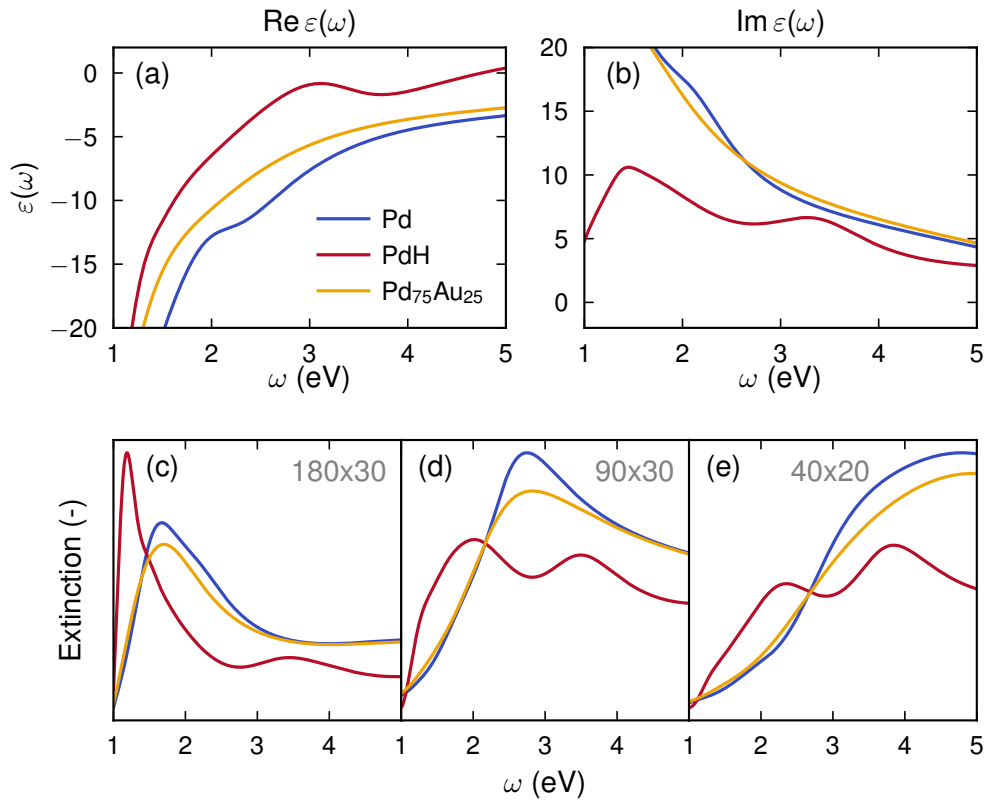 Re ε(ω)
Im ε(ω)
(a)
(b)
ε(ω)
0
−5
−10
−15
−20
20
15
10
5
0
Pd
PdH
Pd₇₅Au₂₅
1 2 3 4 5
1 2 3 4 5
ω (eV)
ω (eV)
(c) 180x30
(d) 90x30
(e) 40x20
Extinction (-)
1 2 3 4 1 2 3 4 1 2 3 4 5
ω (eV)